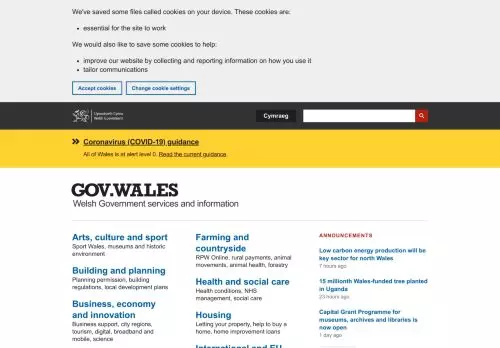 We've saved some files called cookies on your device. These cookies are:
essential for the site to work
We would also like to save some cookies to help:
improve our website by collecting and reporting information on how you use it
tailor communications
Accept cookies
Change cookie settings
Llywodraeth Cymru
Welsh Government
Cymraeg
Coronavirus (COVID-19) guidance
All of Wales is at alert level 0. Read the current guidance.
GOV.WALES
Welsh Government services and information
Arts, culture and sport
Sport Wales, museums and historic
environment
Building and planning
Planning permission, building
regulations, local development plans
Business, economy
and innovation
Business support, city regions,
tourism, digital, broadband and
mobile, science
Farming and
countryside
RPW Online, rural payments, animal
movements, animal health, forestry
Health and social care
Health conditions, NHS
management, social care
Housing
Letting your property, help to buy a
home, home improvement loans
International and EU
ANNOUNCEMENTS
Low carbon energy production will be
key sector for north Wales
7 hours ago
15 millionth Wales-funded tree planted
in Uganda
23 hours ago
Capital Grant Programme for
museums, archives and libraries is
now open
1 day ago